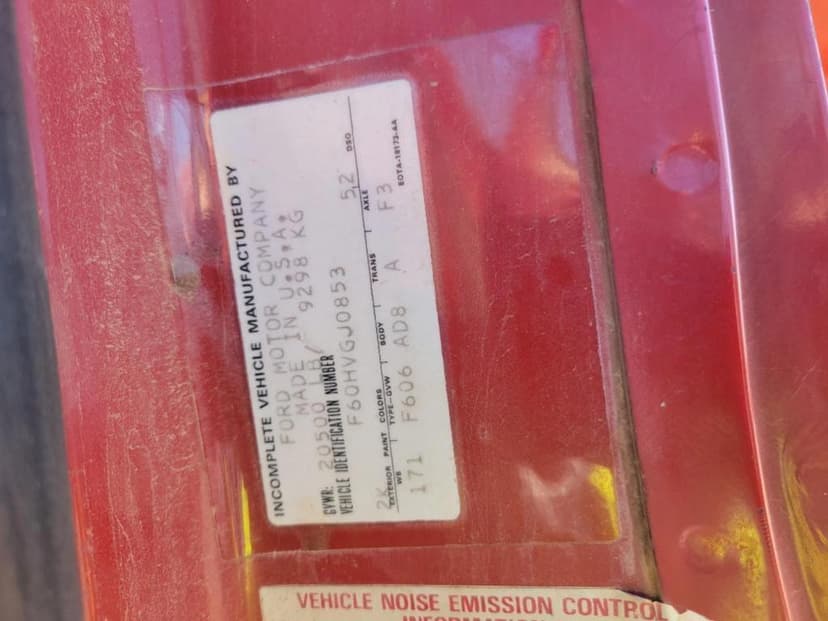 INCOMPLETE VEHICLE MANUFACTURED BY
FORD MOTOR COMPANY
MADE IN U.S.A.
GVWR: 20500 LB/ 9298 KG
VEHICLE IDENTIFICATION NUMBER
F60HVGJ0853
2K 52
EXTERIOR PAINT COLORS DSO
WB TYPE-GVW BODY TRANS AXLE
171 F606 AD8 A F3
EOTA-18173-AA
VEHICLE NOISE EMISSION CONTROL